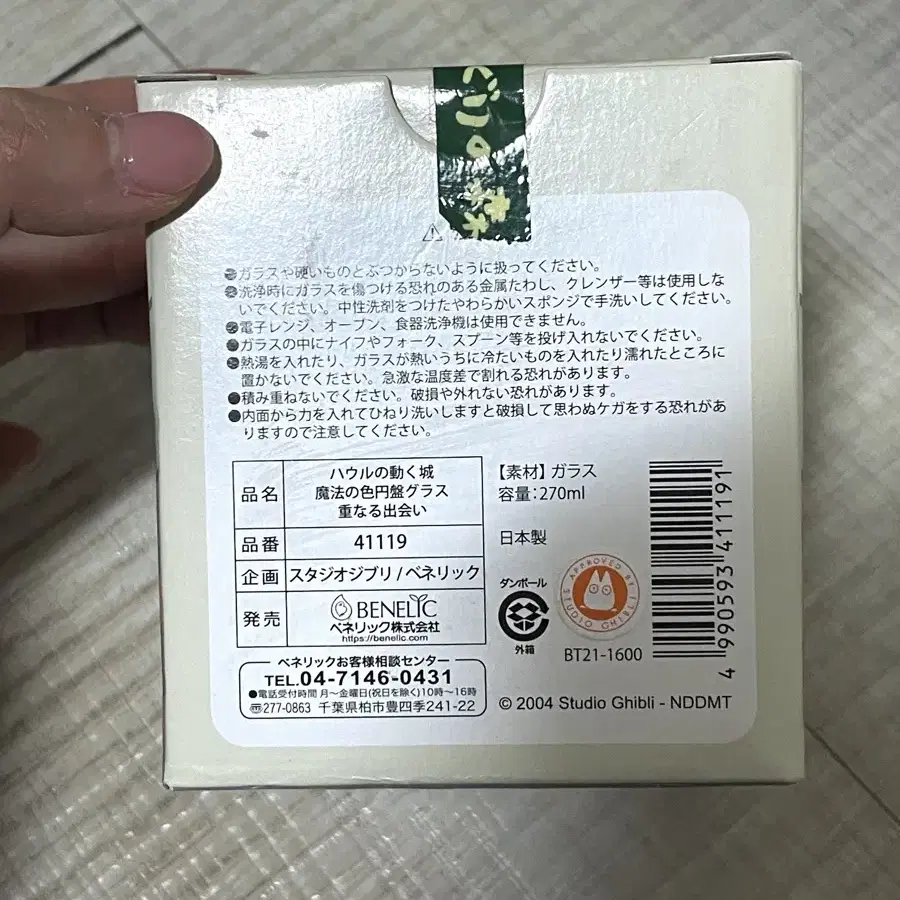 どんぐりの森
●ガラスや硬いものとぶつからないように扱ってください。
●洗浄時にガラスを傷つける恐れのある金属たわし、クレンザー等は使用しな
いでください。中性洗剤をつけたやわらかいスポンジで手洗いしてください。
●電子レンジ、オーブン、食器洗浄機は使用できません。
●ガラスの中にナイフやフォーク、スプーン等を投げ入れないでください。
●熱湯を入れたり、ガラスが熱いうちに冷たいものを入れたり濡れたところに
置かないでください。急激な温度差で割れる恐れがあります。
●積み重ねないでください。破損や外れない恐れがあります。
●内面から力を入れてひねり洗いしますと破損して思わぬケガをする恐れがあ
りますので注意してください。
品名
ハウルの動く城
魔法の色円盤グラス
重なる出会い
品番
41119
企画
スタジオジブリ/ベネリック
発売
BENELIC
ベネリック株式会社
https://benelic.com
ベネリックお客様相談センター
TEL.04-7146-0431
●電話受付時間 月〜金曜日(祝日を除く)10時〜16時
〒277-0863 千葉県柏市豊四季241-22
【素材】ガラス
容量:270ml
日本製
ダンボール
外箱
APPROVED BY
STUDIO GHIBLI
BT21-1600
4 990593 411191
© 2004 Studio Ghibli - NDDMT